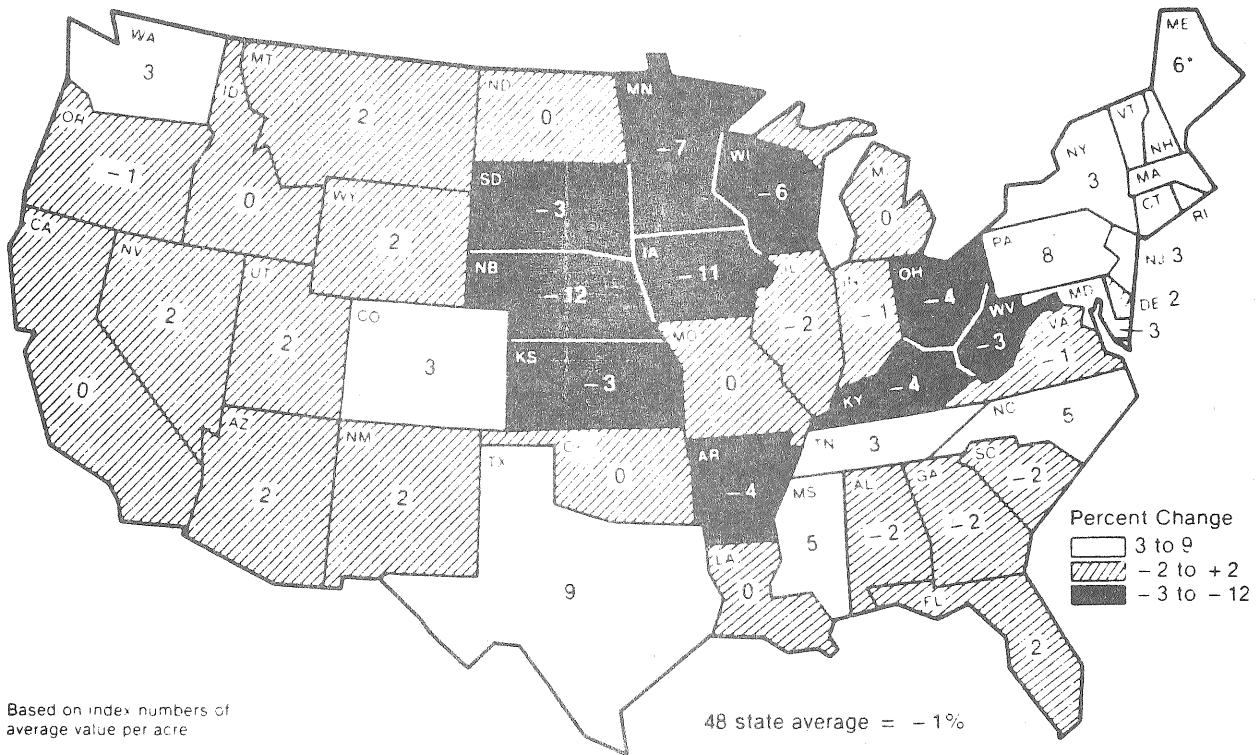 WA
3
MT
2
ND
0
MN
-7
ME
6*
OR
-1
ID
0
WY
2
SD
-3
WI
-6
M
0
NY
3
VT
NH
MA
CT
RI
CA
0
NV
2
UT
2
CO
3
NB
-12
IA
-11
IL
-2
IN
-1
OH
-4
PA
8
NJ 3
MD
DE 2
-3
WV
-3
VA
-1
KS
-3
MO
0
KY
-4
AZ
2
NM
2
TX
9
0
AR
-4
TN
3
NC
5
SC
-2
MS
5
AL
-2
GA
-2
LA
0
FL
2
Percent Change
3 to 9
-2 to +2
-3 to -12
Based on index numbers of
average value per acre
48 state average = -1%